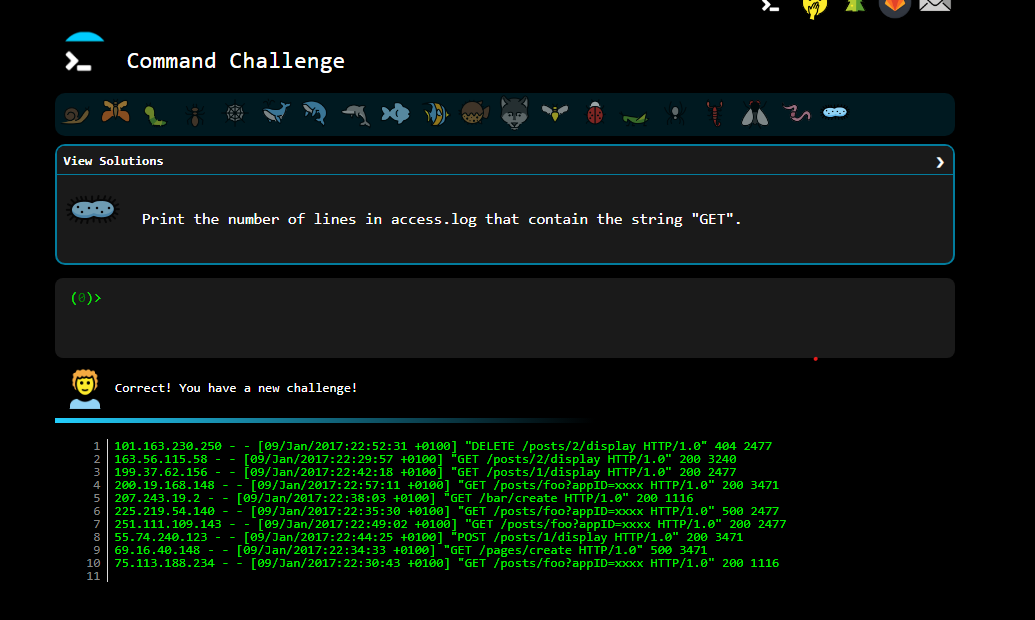 Command Challenge
View Solutions
Print the number of lines in access.log that contain the string "GET".
(0)>
Correct! You have a new challenge!
1 101.163.230.250 - - [09/Jan/2017:22:52:31 +0100] "DELETE /posts/2/display HTTP/1.0" 404 2477
2 163.56.115.58 - - [09/Jan/2017:22:29:57 +0100] "GET /posts/2/display HTTP/1.0" 200 3240
3 199.37.62.156 - - [09/Jan/2017:22:42:18 +0100] "GET /posts/1/display HTTP/1.0" 200 2477
4 200.19.168.148 - - [09/Jan/2017:22:57:11 +0100] "GET /posts/foo?appID=xxxx HTTP/1.0" 200 3471
5 207.243.19.2 - - [09/Jan/2017:22:38:03 +0100] "GET /bar/create HTTP/1.0" 200 1116
6 225.219.54.140 - - [09/Jan/2017:22:35:30 +0100] "GET /posts/foo?appID=xxxx HTTP/1.0" 500 2477
7 251.111.109.143 - - [09/Jan/2017:22:49:02 +0100] "GET /posts/foo?appID=xxxx HTTP/1.0" 200 2477
8 55.74.240.123 - - [09/Jan/2017:22:44:25 +0100] "POST /posts/1/display HTTP/1.0" 200 3471
9 69.16.40.148 - - [09/Jan/2017:22:34:33 +0100] "GET /pages/create HTTP/1.0" 500 3471
10 75.113.188.234 - - [09/Jan/2017:22:30:43 +0100] "GET /posts/foo?appID=xxxx HTTP/1.0" 200 1116
11